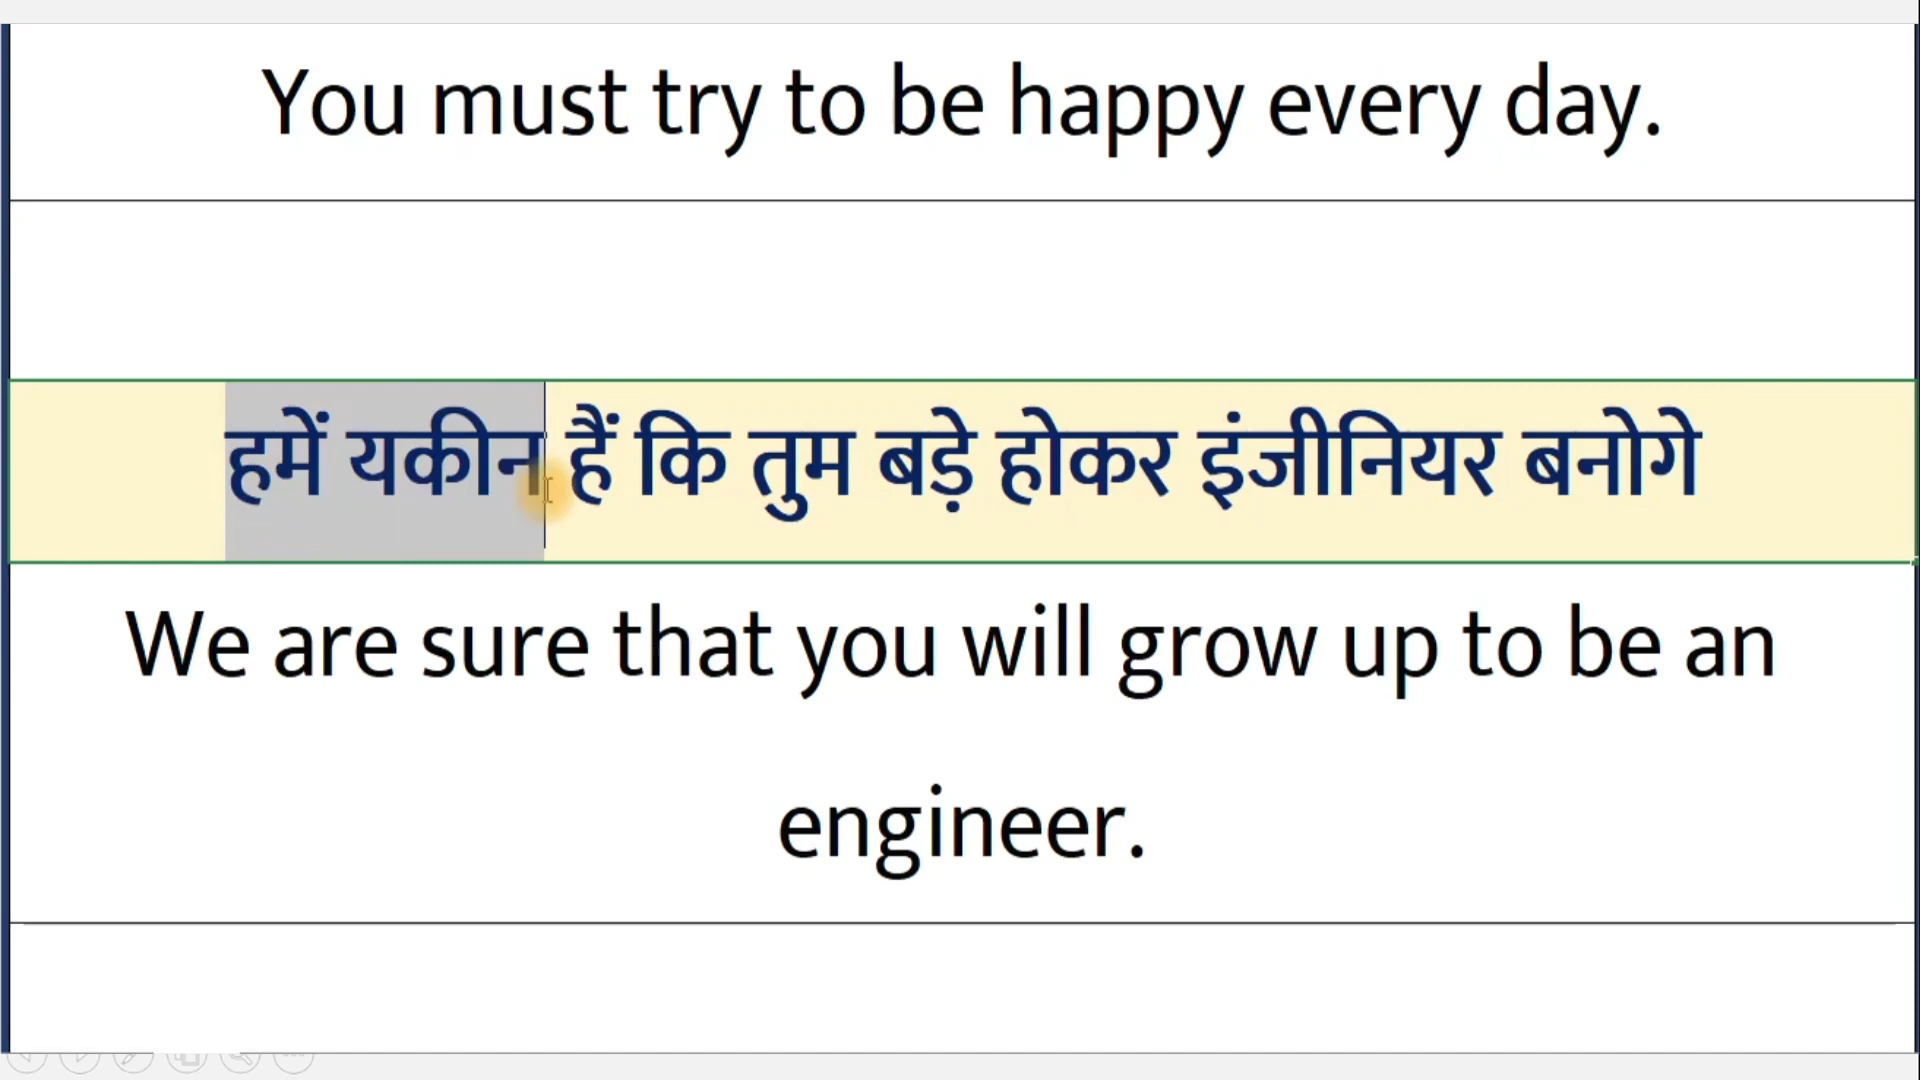 You must try to be happy every day.
हमें यकीन हैं कि तुम बड़े होकर इंजीनियर बनोगे
We are sure that you will grow up to be an
engineer.